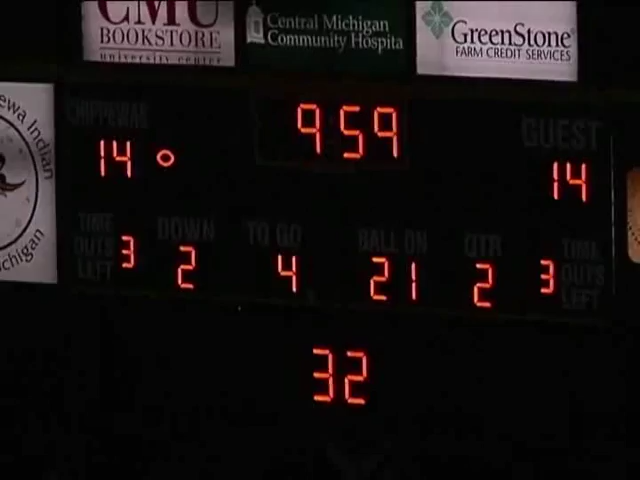 CMU
BOOKSTORE
university center
Central Michigan
Community Hospita
GreenStone
FARM CREDIT SERVICES
ewa Indian
chigan
CHIPPEWAS
14
9 59
GUEST
14
TIME
OUTS
LEFT
3
DOWN
2
TO GO
4
BALL ON
21
QTR
2
3
TIME
OUTS
LEFT
32